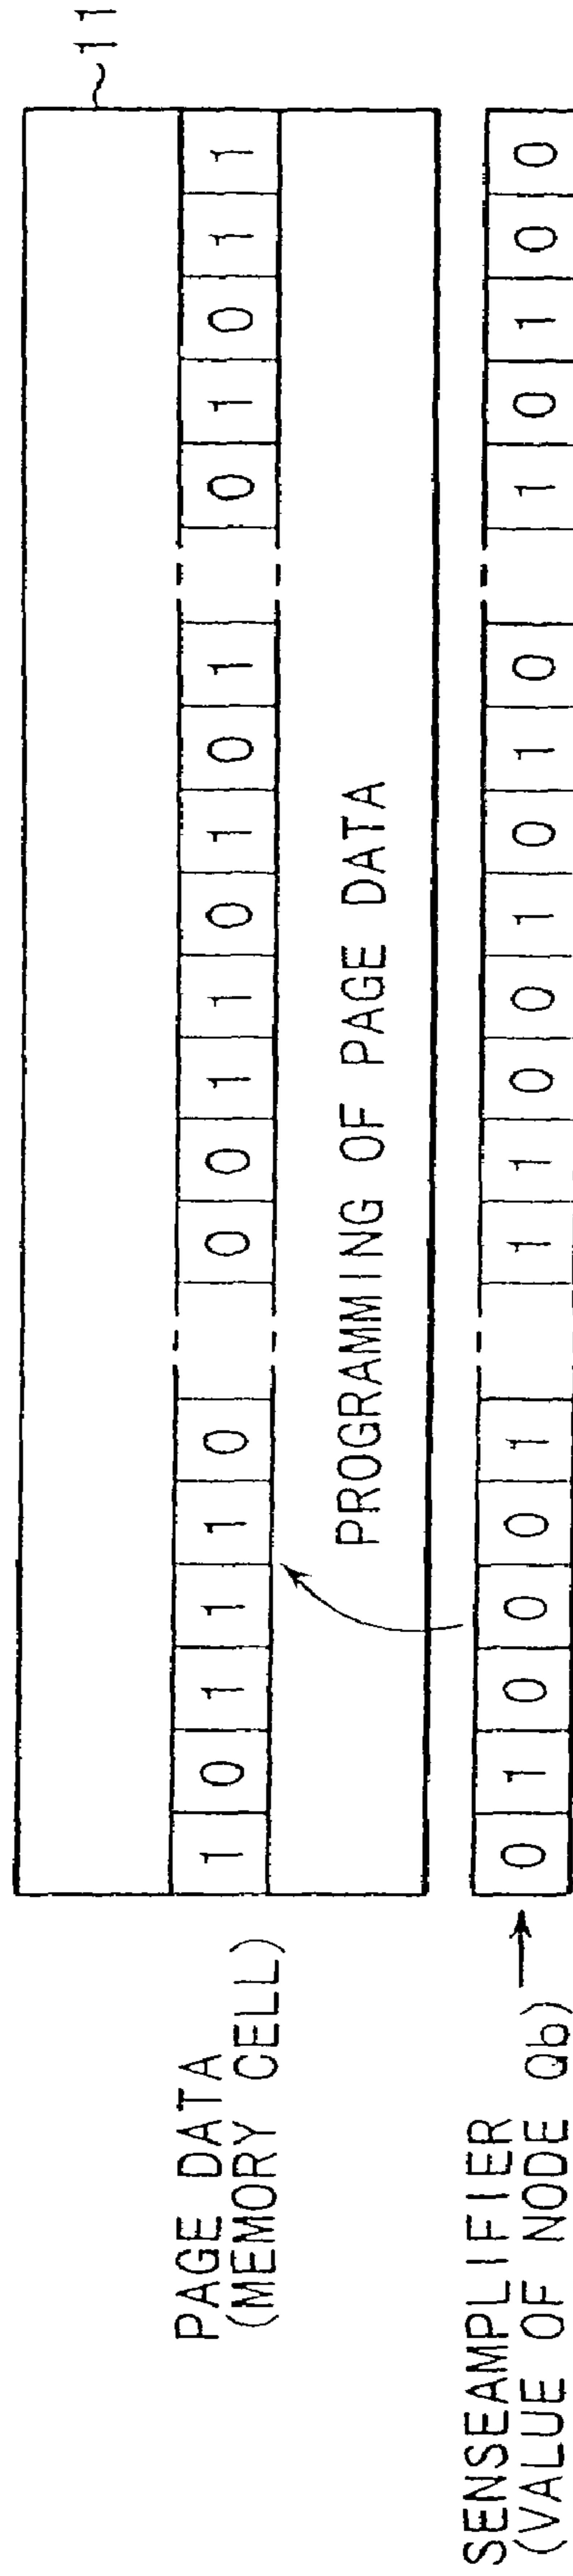 ~11
PAGE DATA
(MEMORY CELL)
1 0 1 1 1 0 0 0 1 1 0 1 0 1 0 1 0 1 1
PROGRAMMING OF PAGE DATA
SENSEAMPLIFIER
(VALUE OF NODE Qb)
0 1 0 0 0 1 1 1 0 0 1 0 1 0 1 0 1 0 0